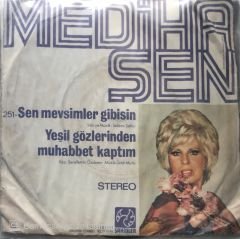 MEDİHA
ŞEN
251- Sen mevsimler gibisin
Yeşil gözlerinden
muhabbet kaptım
STEREO